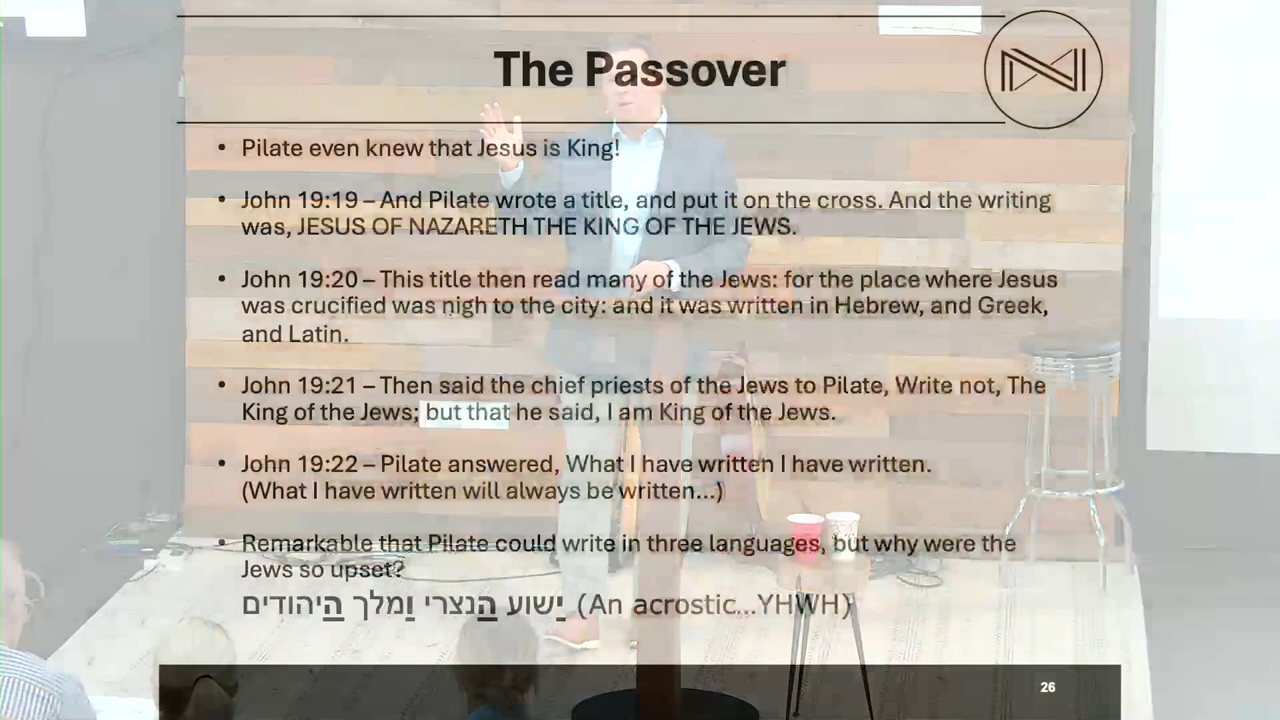 The Passover
• Pilate even knew that Jesus is King!
• John 19:19 – And Pilate wrote a title, and put it on the cross. And the writing
was, JESUS OF NAZARETH THE KING OF THE JEWS.
• John 19:20 – This title then read many of the Jews: for the place where Jesus
was crucified was nigh to the city: and it was written in Hebrew, and Greek,
and Latin.
• John 19:21 – Then said the chief priests of the Jews to Pilate, Write not, The
King of the Jews; but that he said, I am King of the Jews.
• John 19:22 – Pilate answered, What I have written I have written.
(What I have written will always be written...)
• Remarkable that Pilate could write in three languages, but why were the
Jews so upset?
ישוע הנצרי ומלך היהודים (An acrostic...YHWH)
26